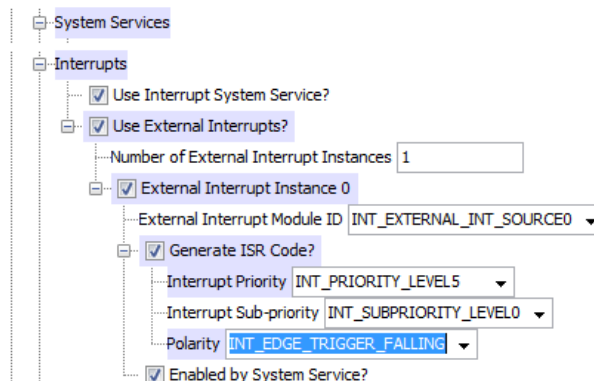 System Services
Interrupts
Use Interrupt System Service?
Use External Interrupts?
Number of External Interrupt Instances 1
External Interrupt Instance 0
External Interrupt Module ID INT_EXTERNAL_INT_SOURCE0
Generate ISR Code?
Interrupt Priority INT_PRIORITY_LEVEL5
Interrupt Sub-priority INT_SUBPRIORITY_LEVEL0
Polarity INT_EDGE_TRIGGER_FALLING
Enabled by System Service?